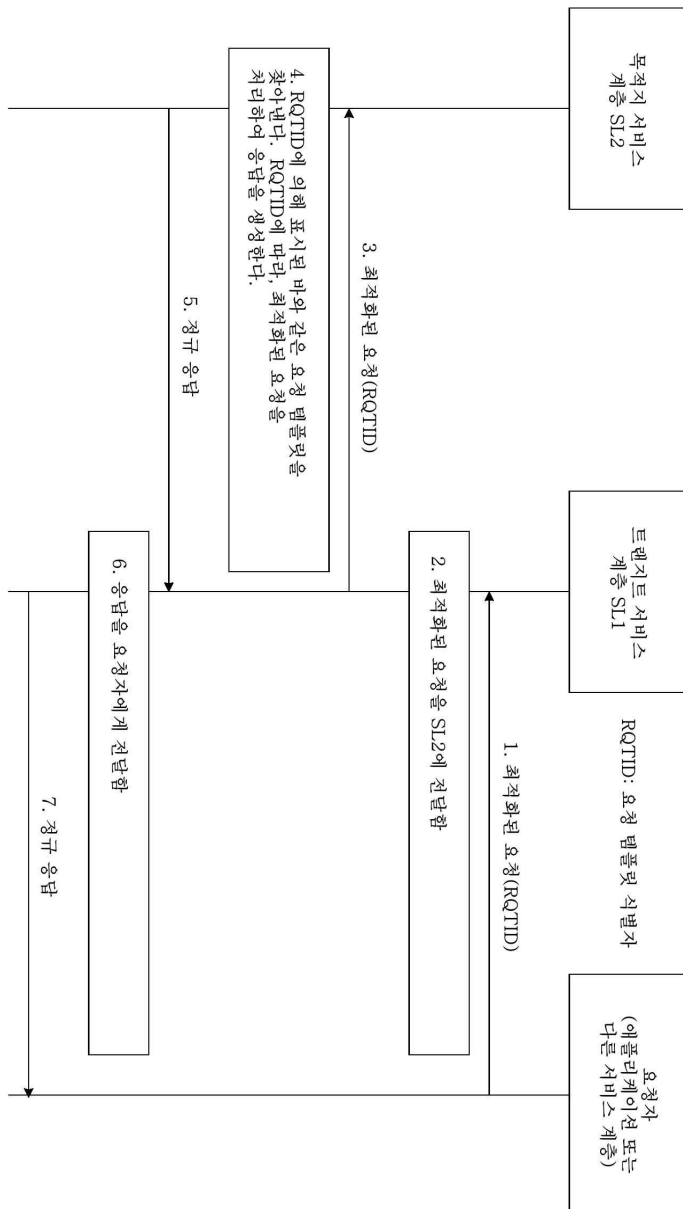 목적지 서비스
계층 SL2
트랜지트 서비스
계층 SL1
RQTID: 요청 템플릿 식별자
요청자
(애플리케이션 또는
다른 서비스 계층)
1. 최적화된 요청(RQTID)
2. 최적화된 요청을 SL2에 전달함
3. 최적화된 요청(RQTID)
4. RQTID에 의해 표시된 바와 같은 요청 템플릿을
찾아낸다. RQTID에 따라, 최적화된 요청을
처리하여 응답을 생성한다.
5. 정규 응답
6. 응답을 요청자에게 전달함
7. 정규 응답